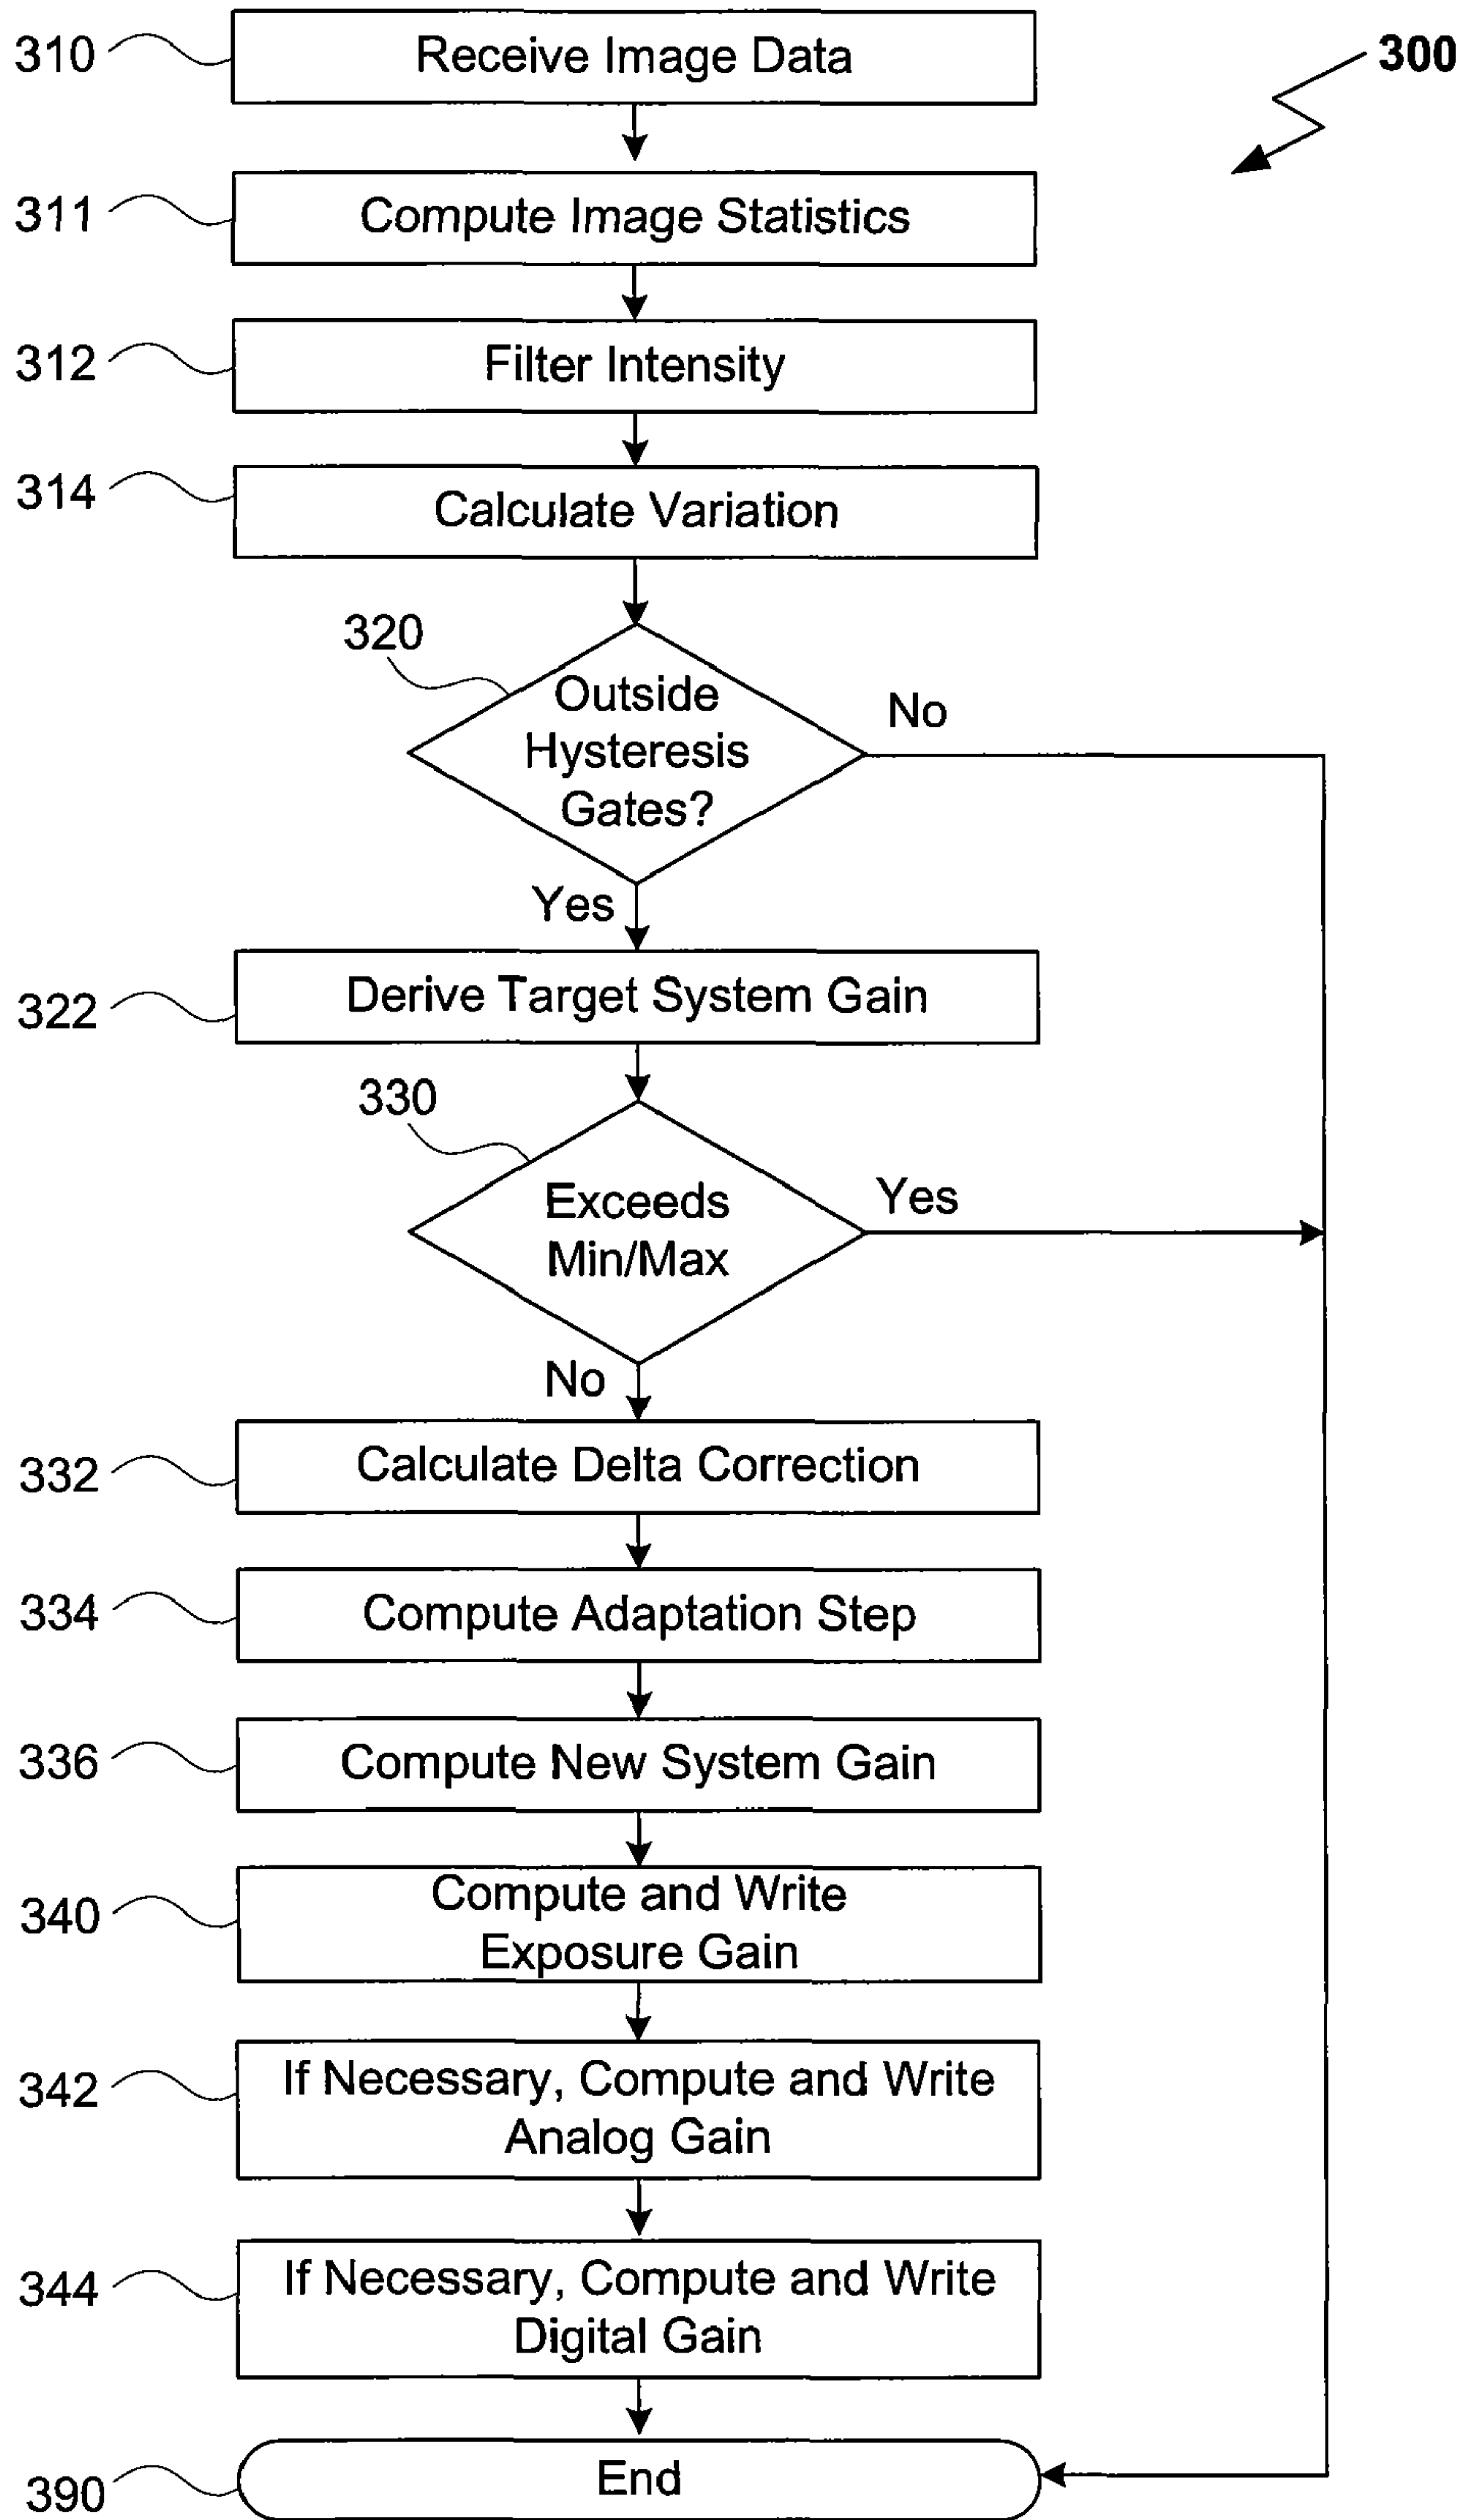 310
Receive Image Data
300
311
Compute Image Statistics
312
Filter Intensity
314
Calculate Variation
320
Outside
Hysteresis
Gates?
No
Yes
322
Derive Target System Gain
330
Exceeds
Min/Max
Yes
No
332
Calculate Delta Correction
334
Compute Adaptation Step
336
Compute New System Gain
340
Compute and Write
Exposure Gain
342
If Necessary, Compute and Write
Analog Gain
344
If Necessary, Compute and Write
Digital Gain
390
End